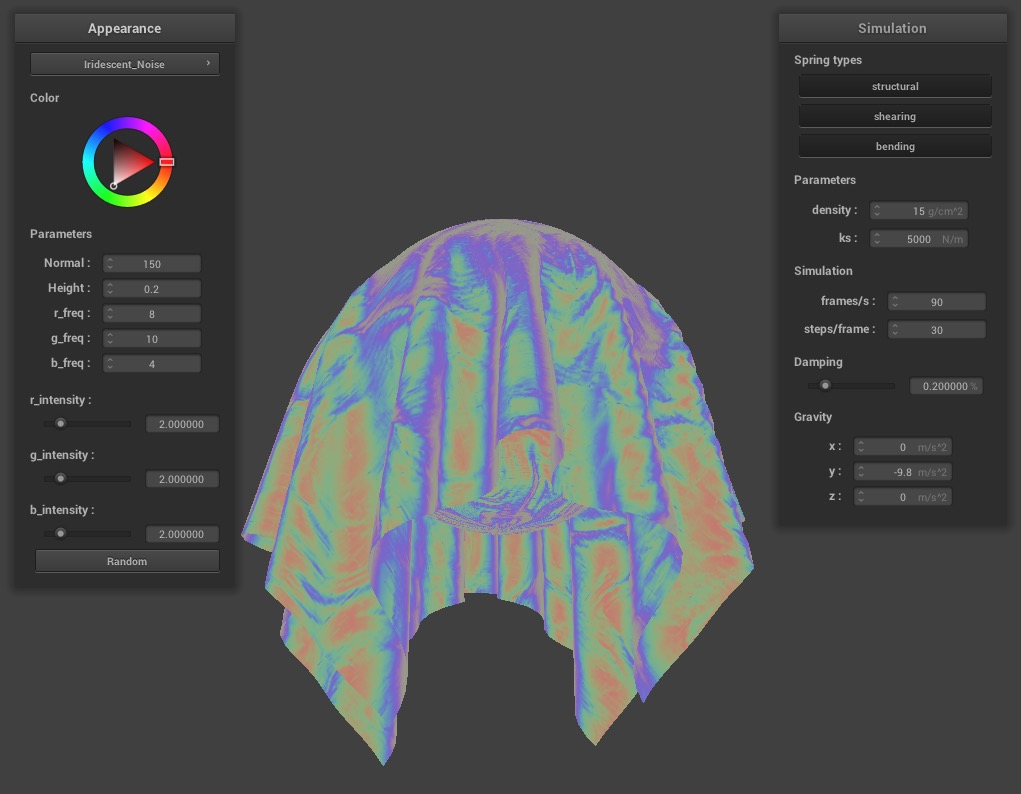 Appearance
Iridescent_Noise ›
Color
Parameters
Normal : 150
Height : 0.2
r_freq : 8
g_freq : 10
b_freq : 4
r_intensity :
2.000000
g_intensity :
2.000000
b_intensity :
2.000000
Random
Simulation
Spring types
structural
shearing
bending
Parameters
density : 15 g/cm^2
ks : 5000 N/m
Simulation
frames/s : 90
steps/frame : 30
Damping
0.200000 %
Gravity
x : 0 m/s^2
y : -9.8 m/s^2
z : 0 m/s^2